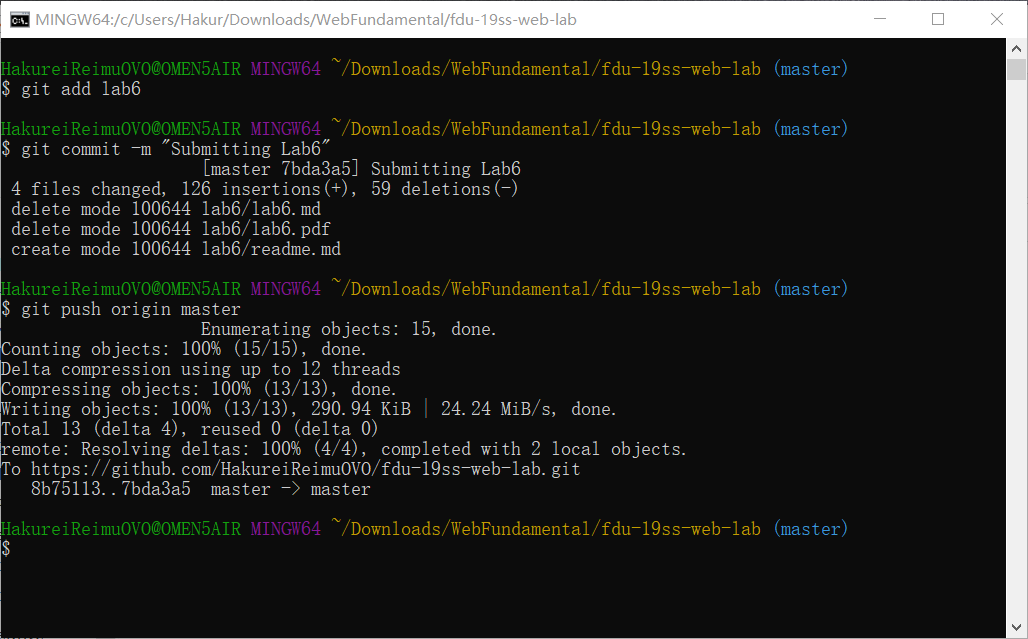 MINGW64:/c/Users/Hakur/Downloads/WebFundamental/fdu-19ss-web-lab
HakureiReimuOVO@OMEN5AIR MINGW64 ~/Downloads/WebFundamental/fdu-19ss-web-lab (master)
$ git add lab6
HakureiReimuOVO@OMEN5AIR MINGW64 ~/Downloads/WebFundamental/fdu-19ss-web-lab (master)
$ git commit -m "Submitting Lab6"
[master 7bda3a5] Submitting Lab6
4 files changed, 126 insertions(+), 59 deletions(-)
delete mode 100644 lab6/lab6.md
delete mode 100644 lab6/lab6.pdf
create mode 100644 lab6/readme.md
HakureiReimuOVO@OMEN5AIR MINGW64 ~/Downloads/WebFundamental/fdu-19ss-web-lab (master)
$ git push origin master
Enumerating objects: 15, done.
Counting objects: 100% (15/15), done.
Delta compression using up to 12 threads
Compressing objects: 100% (13/13), done.
Writing objects: 100% (13/13), 290.94 KiB | 24.24 MiB/s, done.
Total 13 (delta 4), reused 0 (delta 0)
remote: Resolving deltas: 100% (4/4), completed with 2 local objects.
To https://github.com/HakureiReimuOVO/fdu-19ss-web-lab.git
8b75113..7bda3a5  master -> master
HakureiReimuOVO@OMEN5AIR MINGW64 ~/Downloads/WebFundamental/fdu-19ss-web-lab (master)
$